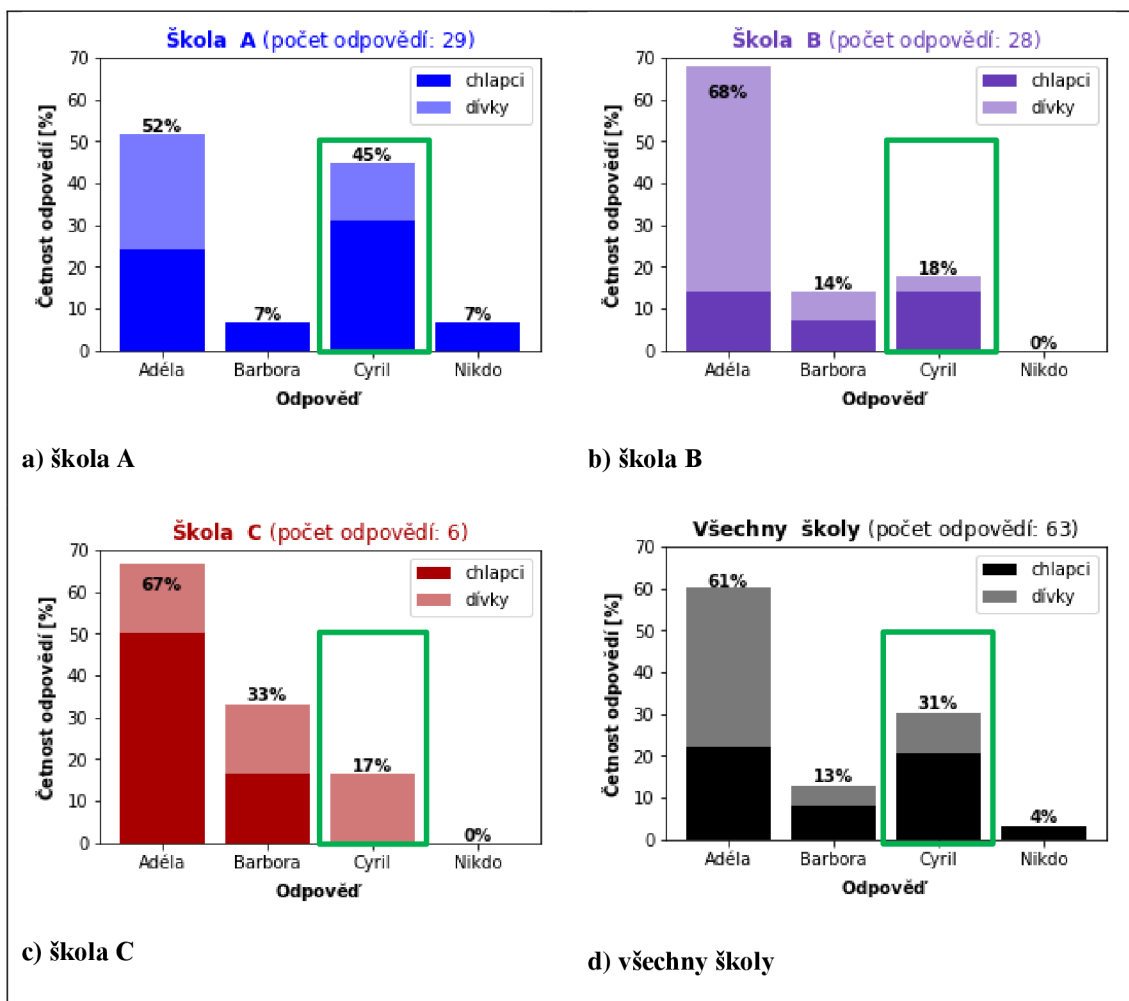 Škola A (počet odpovědí: 29)
Četnost odpovědí [%]
70
60
50
40
30
20
10
0
chlapci
dívky
52%
7%
45%
7%
Adéla Barbora Cyril Nikdo
Odpověď
a) škola A
Škola B (počet odpovědí: 28)
Četnost odpovědí [%]
70
60
50
40
30
20
10
0
chlapci
dívky
68%
14%
18%
0%
Adéla Barbora Cyril Nikdo
Odpověď
b) škola B
Škola C (počet odpovědí: 6)
Četnost odpovědí [%]
70
60
50
40
30
20
10
0
chlapci
dívky
67%
33%
17%
0%
Adéla Barbora Cyril Nikdo
Odpověď
c) škola C
Všechny školy (počet odpovědí: 63)
Četnost odpovědí [%]
70
60
50
40
30
20
10
0
chlapci
dívky
61%
13%
31%
4%
Adéla Barbora Cyril Nikdo
Odpověď
d) všechny školy